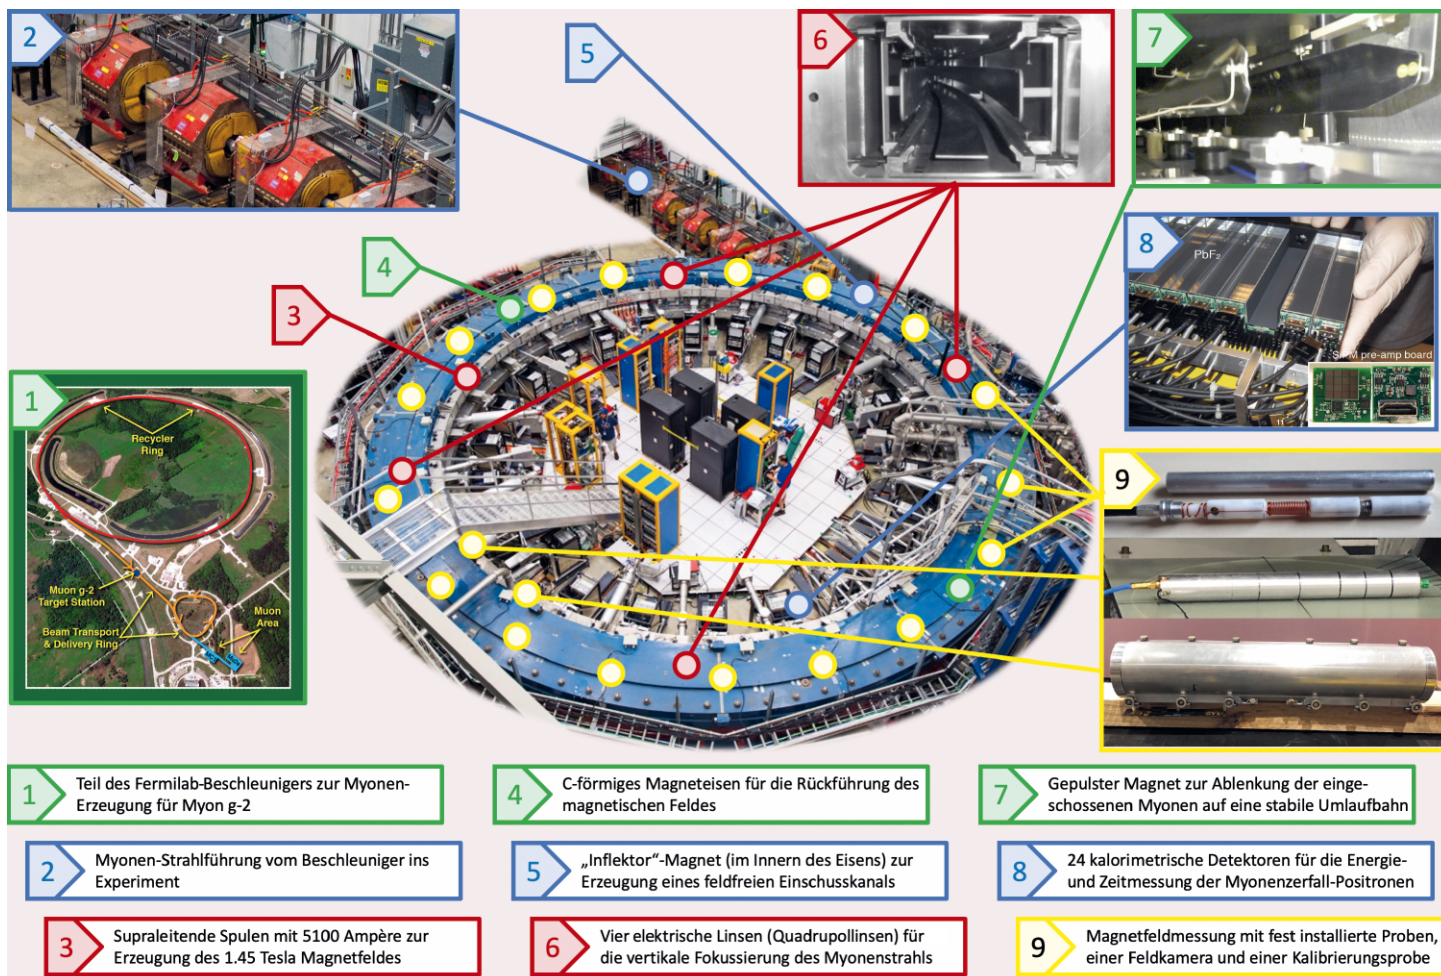 2
5
6
7
4
3
8
PbF₂
SiPM pre-amp board
11
1
Recycler
Ring
Muon g-2
Target Station
Beam Transport
& Delivery Ring
Muon
Area
9
1
Teil des Fermilab-Beschleunigers zur Myonen-
Erzeugung für Myon g-2
4
C-förmiges Magneteisen für die Rückführung des
magnetischen Feldes
7
Gepulster Magnet zur Ablenkung der einge-
schossenen Myonen auf eine stabile Umlaufbahn
2
Myonen-Strahlführung vom Beschleuniger ins
Experiment
5
„Inflektor“-Magnet (im Innern des Eisens) zur
Erzeugung eines feldfreien Einschusskanals
8
24 kalorimetrische Detektoren für die Energie-
und Zeitmessung der Myonenzerfall-Positronen
3
Supraleitende Spulen mit 5100 Ampère zur
Erzeugung des 1.45 Tesla Magnetfeldes
6
Vier elektrische Linsen (Quadrupollinsen) für
die vertikale Fokussierung des Myonenstrahls
9
Magnetfeldmessung mit fest installierte Proben,
einer Feldkamera und einer Kalibrierungsprobe